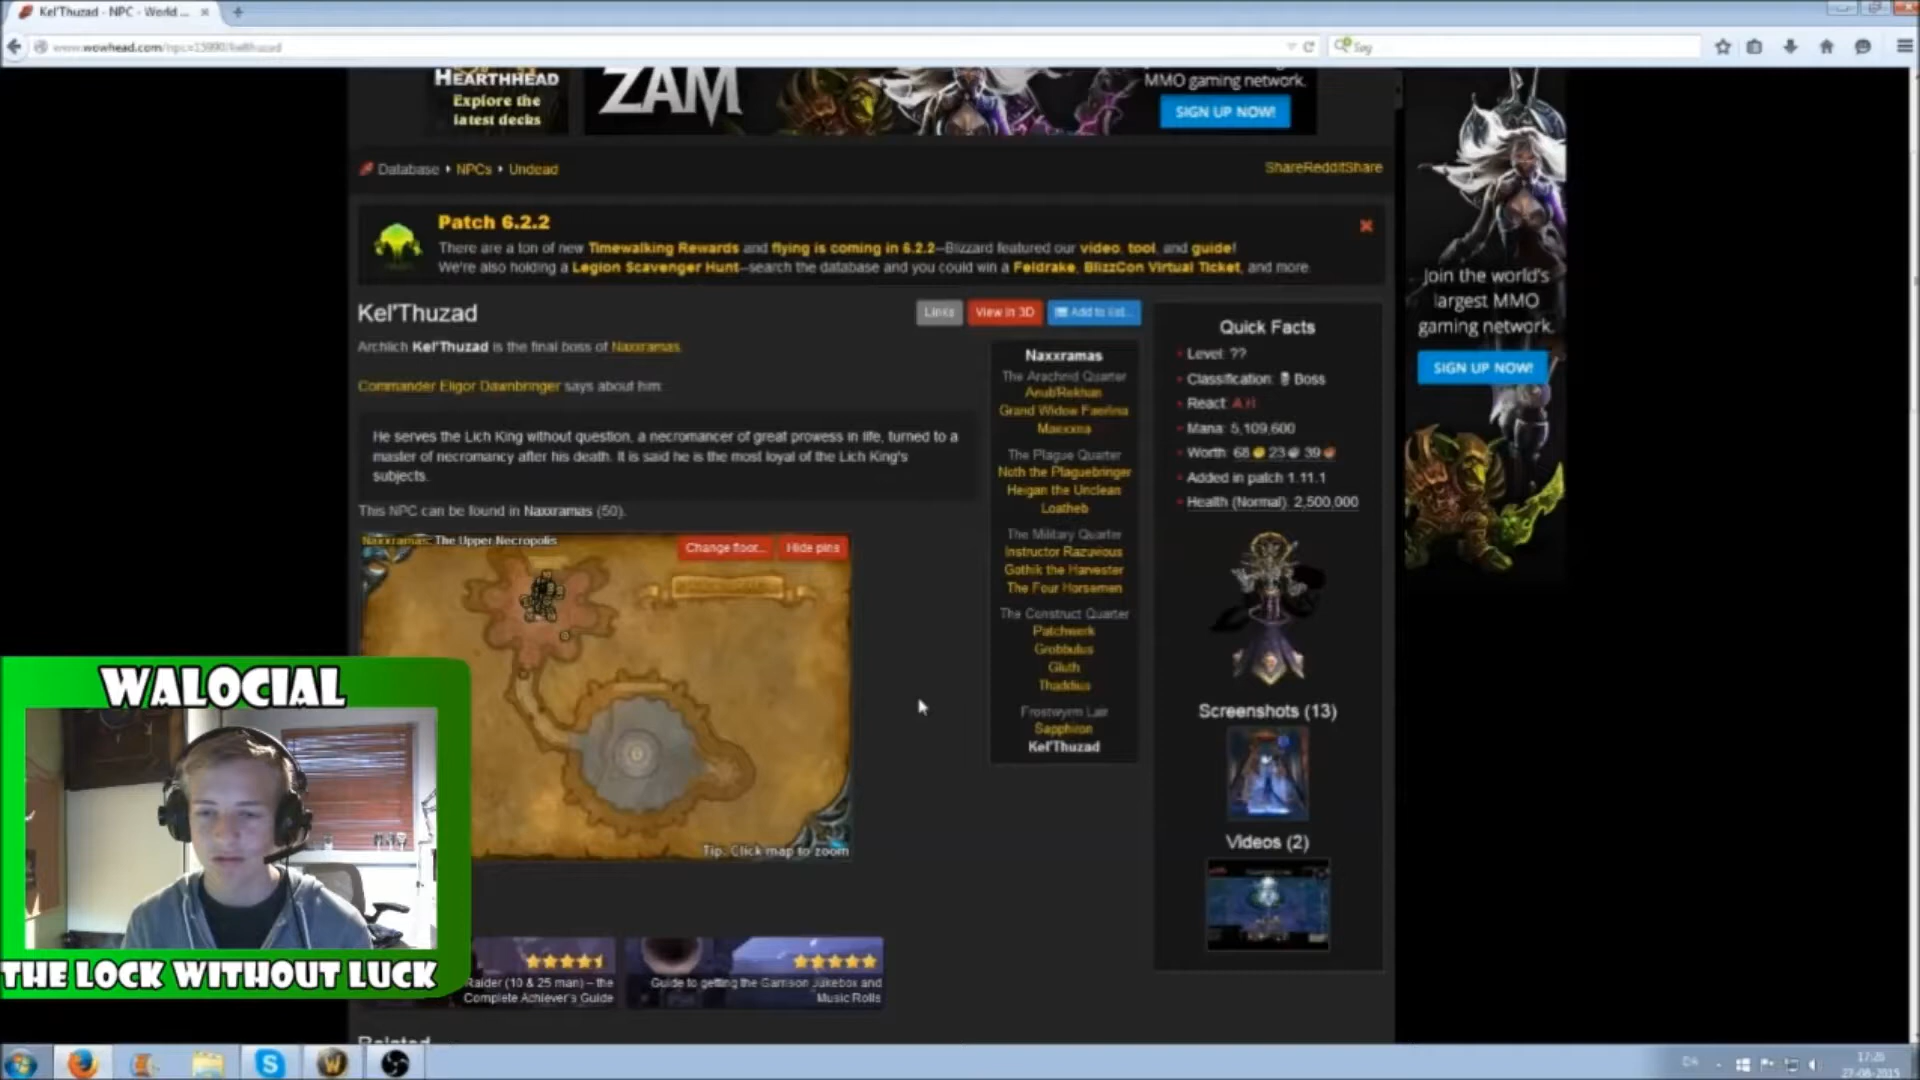 Kel'Thuzad - NPC - World ...
www.wowhead.com/npc=15990/kelthuzad
Søg
HEARTHHEAD
Explore the
latest decks
ZAM
MMO gaming network.
SIGN UP NOW!
Database
NPCs
Undead
ShareRedditShare
Patch 6.2.2
There are a ton of new Timewalking Rewards and flying is coming in 6.2.2–Blizzard featured our video, tool, and guide!
We're also holding a Legion Scavenger Hunt–search the database and you could win a Feldrake, BlizzCon Virtual Ticket, and more.
Kel'Thuzad
Links
View in 3D
Add to list...
Archlich Kel'Thuzad is the final boss of Naxxramas.
Commander Eligor Dawnbringer says about him:
He serves the Lich King without question, a necromancer of great prowess in life, turned to a
master of necromancy after his death. It is said he is the most loyal of the Lich King's
subjects.
This NPC can be found in Naxxramas (50).
Naxxramas: The Upper Necropolis
Change floor...
Hide pins
Tip: Click map to zoom
Naxxramas
The Arachnid Quarter
Anub'Rekhan
Grand Widow Faerlina
Maexxna
The Plague Quarter
Noth the Plaguebringer
Heigan the Unclean
Loatheb
The Military Quarter
Instructor Razuvious
Gothik the Harvester
The Four Horsemen
The Construct Quarter
Patchwerk
Grobbulus
Gluth
Thaddius
Frostwyrm Lair
Sapphiron
Kel'Thuzad
Quick Facts
Level: ??
Classification: Boss
React: A H
Mana: 5,109,600
Worth: 68 23 39
Added in patch 1.11.1
Health (Normal): 2,500,000
Screenshots (13)
Videos (2)
Join the world's
largest MMO
gaming network.
SIGN UP NOW!
WALOCIAL
THE LOCK WITHOUT LUCK
Raider (10 & 25 man) – the
Complete Achiever's Guide
Guide to getting the Garrison Jukebox and
Music Rolls
Related
DA
17:26
27-08-2015